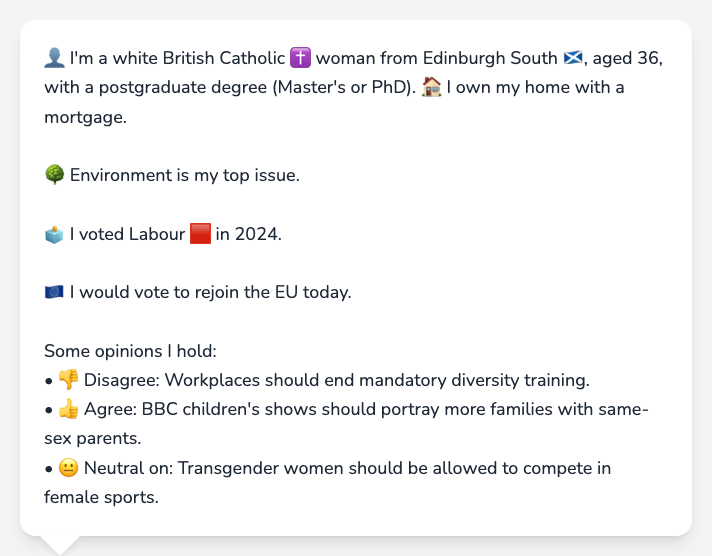 👤 I'm a white British Catholic ✝️ woman from Edinburgh South 🏴󠁧󠁢󠁳󠁣󠁴󠁿, aged 36,
with a postgraduate degree (Master's or PhD). 🏠 I own my home with a
mortgage.
🌳 Environment is my top issue.
🗳️ I voted Labour 🟥 in 2024.
🇪🇺 I would vote to rejoin the EU today.
Some opinions I hold:
• 👎 Disagree: Workplaces should end mandatory diversity training.
• 👍 Agree: BBC children's shows should portray more families with same-
sex parents.
• 😐 Neutral on: Transgender women should be allowed to compete in
female sports.